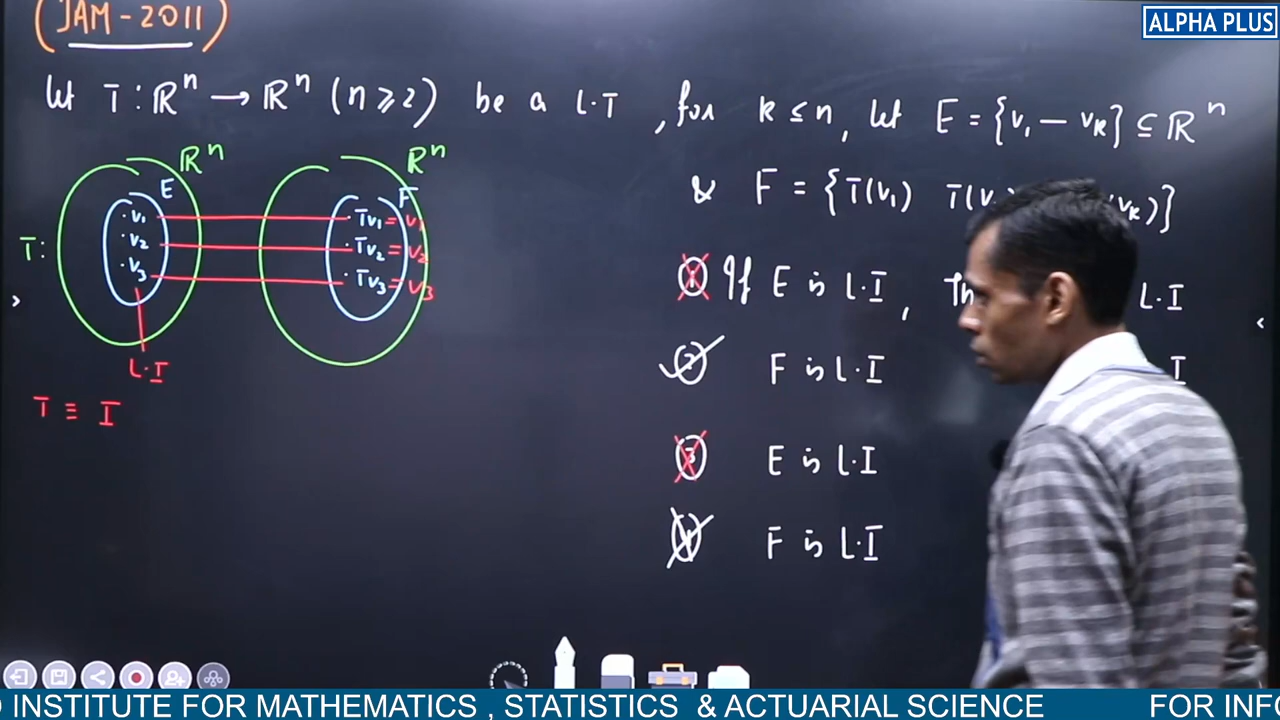 (JAM-2011)
ALPHA PLUS
Let T : ℝⁿ → ℝⁿ (n ≥ 2) be a L.T , for k ≤ n, let E = {v₁ — vₖ} ⊆ ℝⁿ
& F = {T(v₁) T(v (vₖ)}
ℝⁿ ℝⁿ
E F
T:
.v₁ .Tv₁ = v₁
.v₂ .Tv₂ = v₂
.v₃ .Tv₃ = v₃
L.I
T ≡ I
① If E is L.I , Th L.I
② F is L.I I
③ E is L.I
④ F is L.I
INSTITUTE FOR MATHEMATICS , STATISTICS & ACTUARIAL SCIENCE FOR INFO